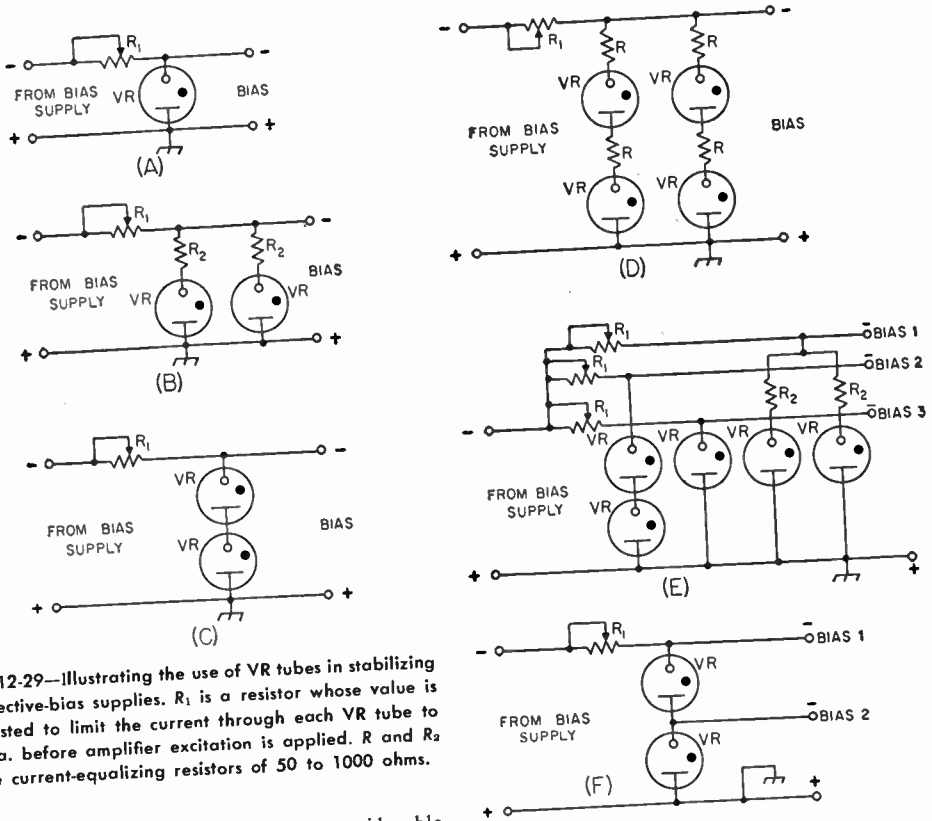 - R₁ -
FROM BIAS SUPPLY VR BIAS
+ +
(A)
- R₁ -
R₂ R₂
FROM BIAS SUPPLY VR VR BIAS
+ +
(B)
- R₁ -
VR
FROM BIAS SUPPLY VR BIAS
+ +
(C)
12-29—Illustrating the use of VR tubes in stabilizing
ective-bias supplies. R₁ is a resistor whose value is
sted to limit the current through each VR tube to
a. before amplifier excitation is applied. R and R₂
current-equalizing resistors of 50 to 1000 ohms.
- R₁ -
R R
VR VR
FROM BIAS SUPPLY R R BIAS
VR VR
+ +
(D)
R₁ - BIAS 1
R₁ - BIAS 2
R₂ R₂
- R₁ - BIAS 3
VR VR VR VR
FROM BIAS SUPPLY VR
+ +
(E)
- R₁ - BIAS 1
VR
FROM BIAS SUPPLY - BIAS 2
VR
+ +
(F)